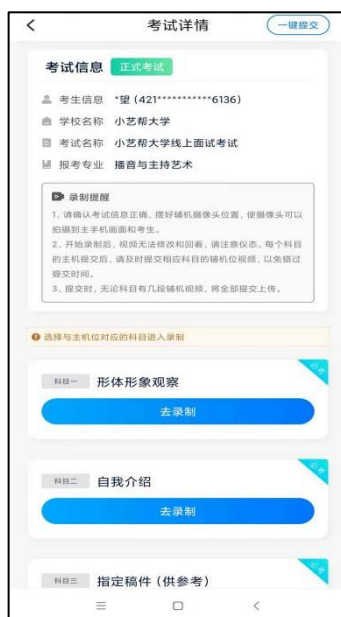 考试详情
一键提交
考试信息 正式考试
考生信息 *望 (421***********6136)
学校名称 小艺帮大学
考试名称 小艺帮大学线上面试考试
报考专业 播音与主持艺术
录制提醒
1、请确认考试信息正确，摆好辅机摄像头位置，使摄像头可以
拍摄到主手机画面和考生。
2、开始录制后，视频无法修改和回看，请注意仪态。每个科目
的主机提交后，请及时提交相应科目的辅机位视频，以免错过
提交时间。
3、提交时，无论科目有几段辅机视频，将全部提交上传。
选择与主机位对应的科目进入录制
科目一 形体形象观察
必考
去录制
科目二 自我介绍
必考
去录制
科目三 指定稿件 (供参考)
必考